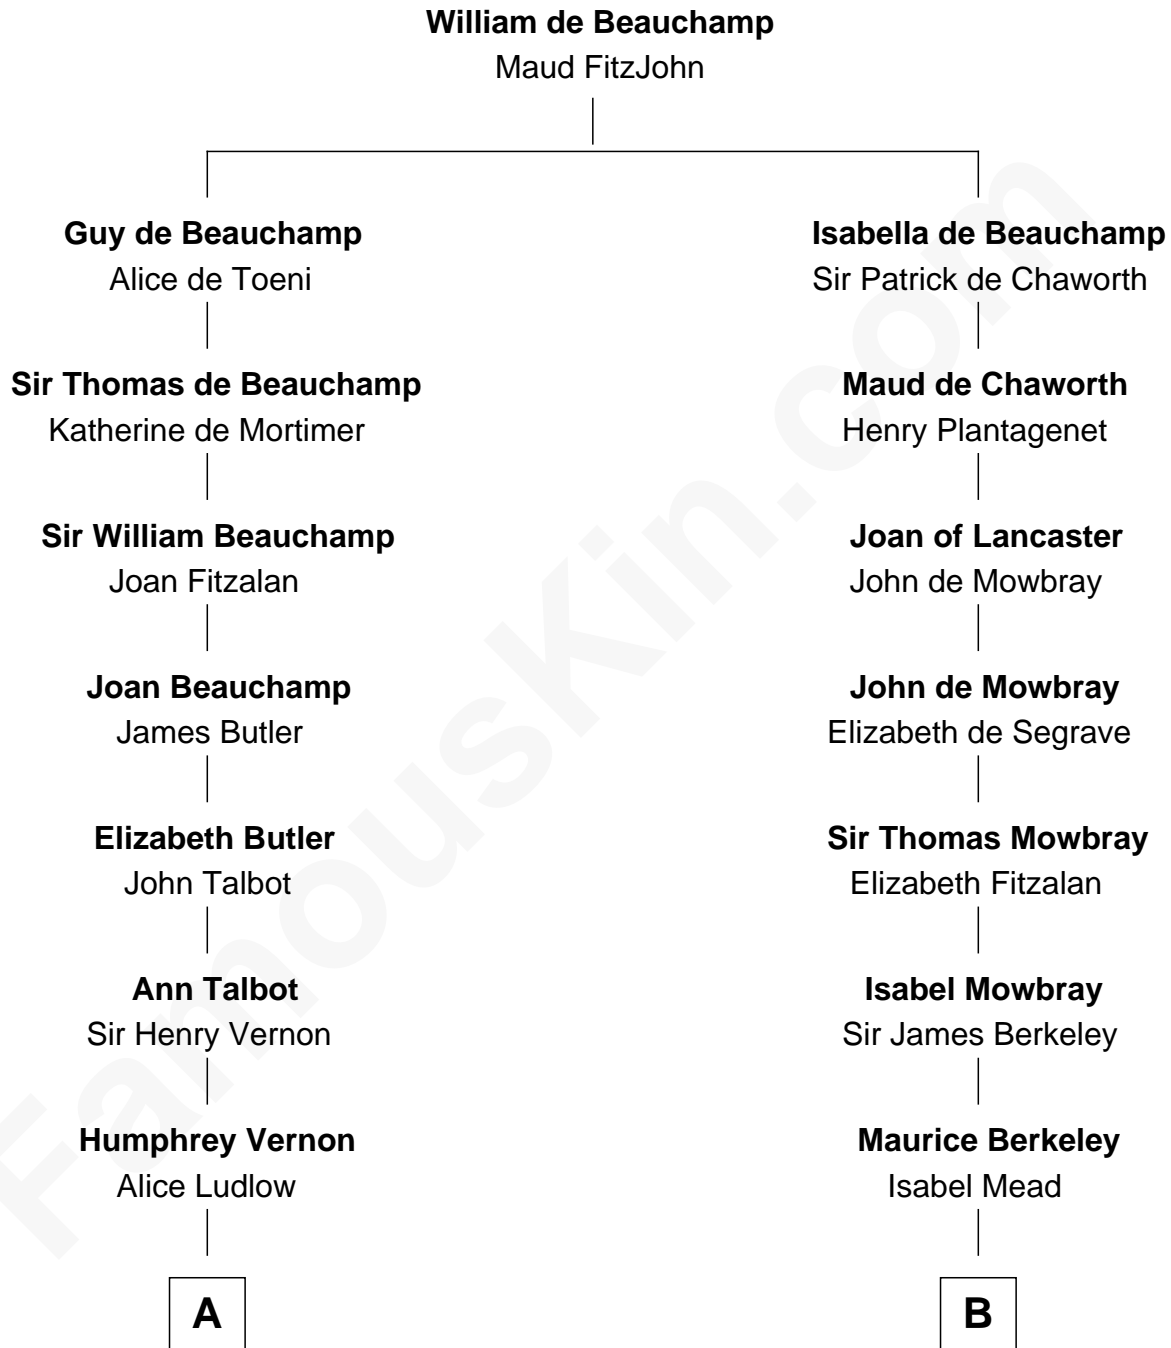 William de Beauchamp
Maud FitzJohn
Guy de Beauchamp
Alice de Toeni
Isabella de Beauchamp
Sir Patrick de Chaworth
Sir Thomas de Beauchamp
Katherine de Mortimer
Maud de Chaworth
Henry Plantagenet
Sir William Beauchamp
Joan Fitzalan
Joan of Lancaster
John de Mowbray
Joan Beauchamp
James Butler
John de Mowbray
Elizabeth de Segrave
Elizabeth Butler
John Talbot
Sir Thomas Mowbray
Elizabeth Fitzalan
Ann Talbot
Sir Henry Vernon
Isabel Mowbray
Sir James Berkeley
Humphrey Vernon
Alice Ludlow
Maurice Berkeley
Isabel Mead
A
B
FamousKin.com